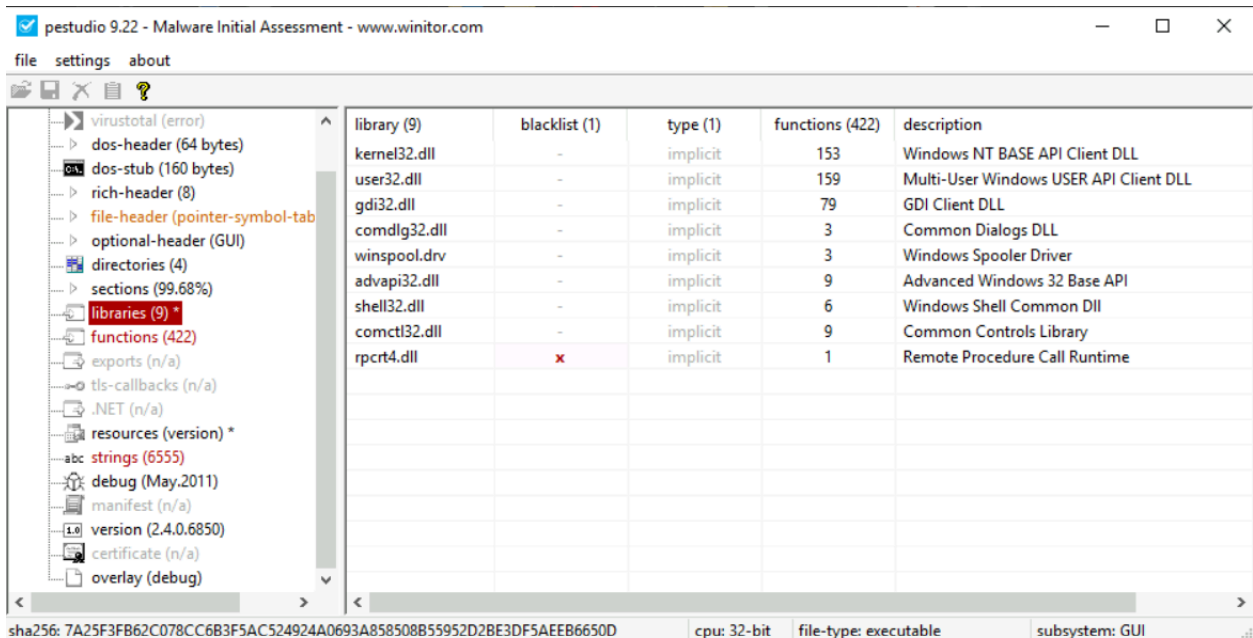 pestudio 9.22 - Malware Initial Assessment - www.winitor.com
file settings about
virustotal (error)
dos-header (64 bytes)
dos-stub (160 bytes)
rich-header (8)
file-header (pointer-symbol-tab
optional-header (GUI)
directories (4)
sections (99.68%)
libraries (9) *
functions (422)
exports (n/a)
tls-callbacks (n/a)
.NET (n/a)
resources (version) *
abc strings (6555)
debug (May.2011)
manifest (n/a)
1.0 version (2.4.0.6850)
certificate (n/a)
overlay (debug)
library (9) blacklist (1) type (1) functions (422) description
kernel32.dll - implicit 153 Windows NT BASE API Client DLL
user32.dll - implicit 159 Multi-User Windows USER API Client DLL
gdi32.dll - implicit 79 GDI Client DLL
comdlg32.dll - implicit 3 Common Dialogs DLL
winspool.drv - implicit 3 Windows Spooler Driver
advapi32.dll - implicit 9 Advanced Windows 32 Base API
shell32.dll - implicit 6 Windows Shell Common Dll
comctl32.dll - implicit 9 Common Controls Library
rpcrt4.dll x implicit 1 Remote Procedure Call Runtime
sha256: 7A25F3FB62C078CC6B3F5AC524924A0693A858508B55952D2BE3DF5AEEB6650D cpu: 32-bit file-type: executable subsystem: GUI